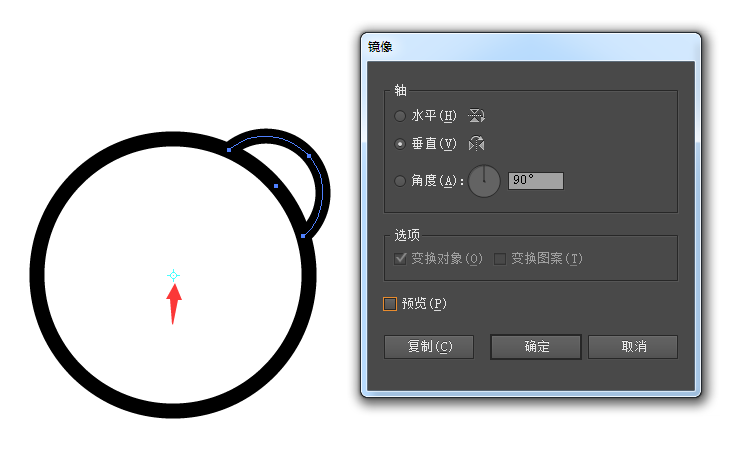 镜像
轴
水平(H)
垂直(V)
角度(A): 90°
选项
变换对象(O) 变换图案(T)
预览(P)
复制(C) 确定 取消